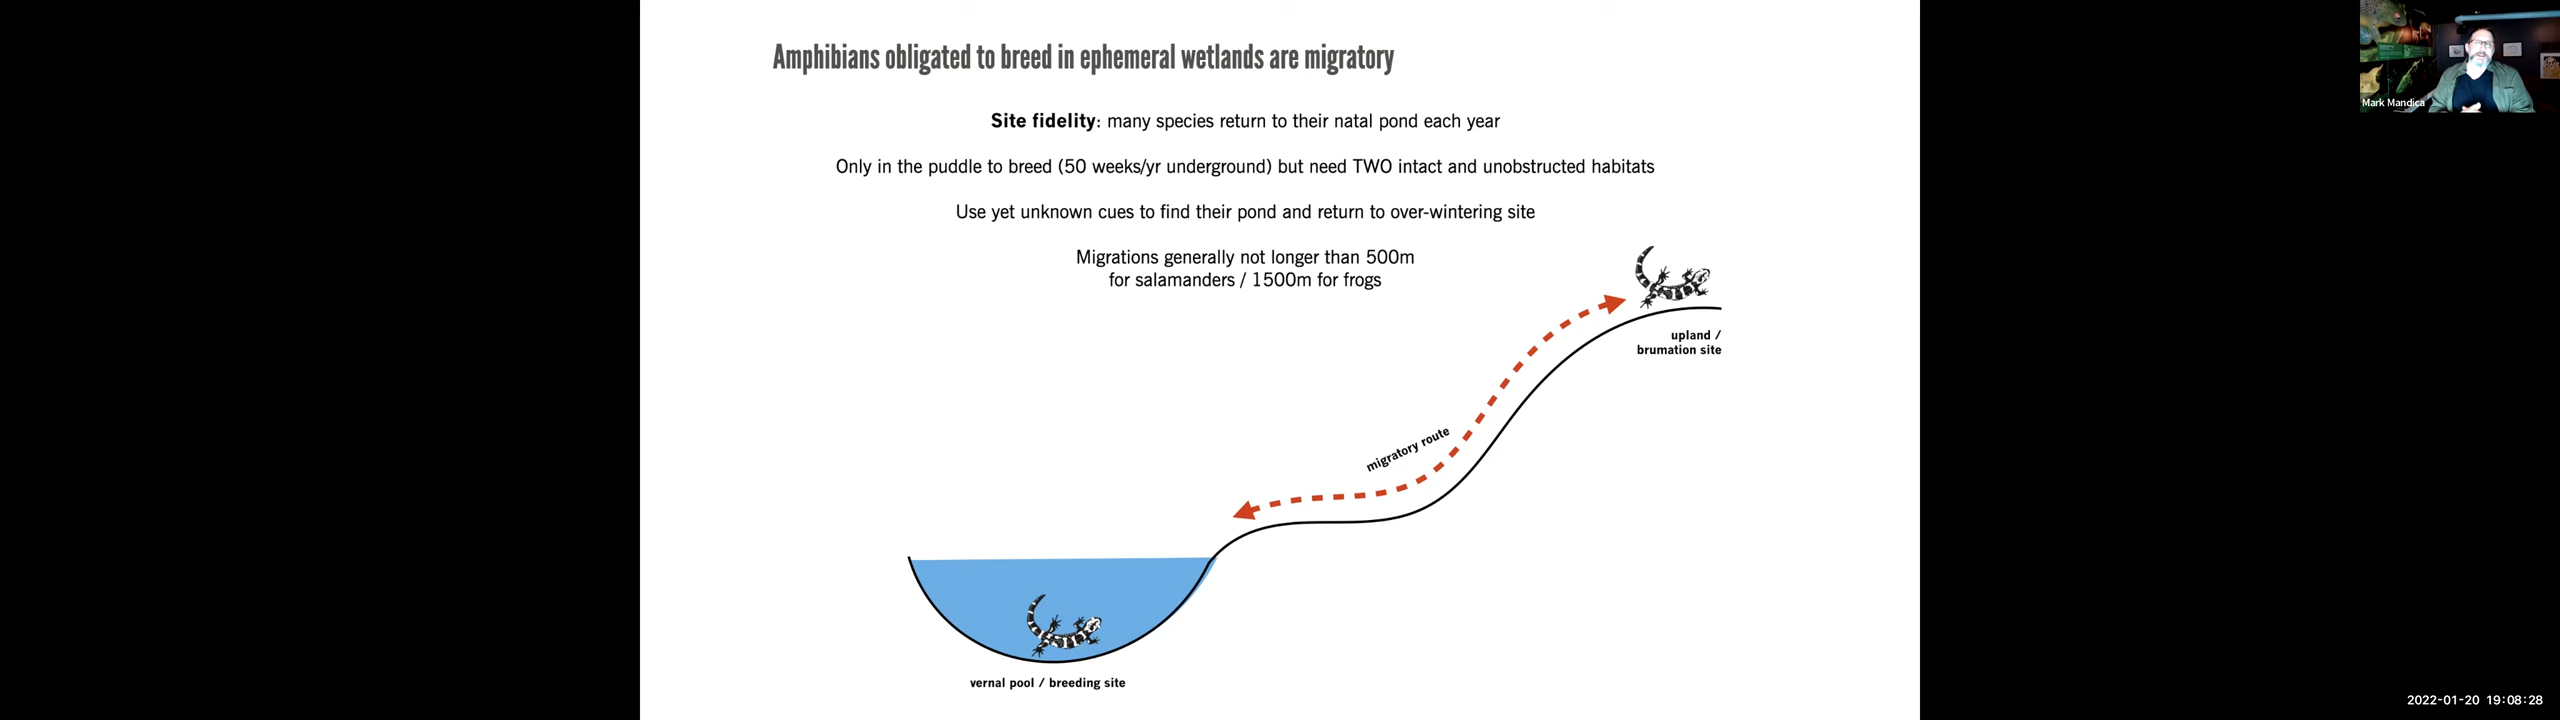 Amphibians obligated to breed in ephemeral wetlands are migratory
Site fidelity: many species return to their natal pond each year
Only in the puddle to breed (50 weeks/yr underground) but need TWO intact and unobstructed habitats
Use yet unknown cues to find their pond and return to over-wintering site
Migrations generally not longer than 500m
for salamanders / 1500m for frogs
upland /
brumation site
migratory route
vernal pool / breeding site
Mark Mandica
2022-01-20 19:08:28